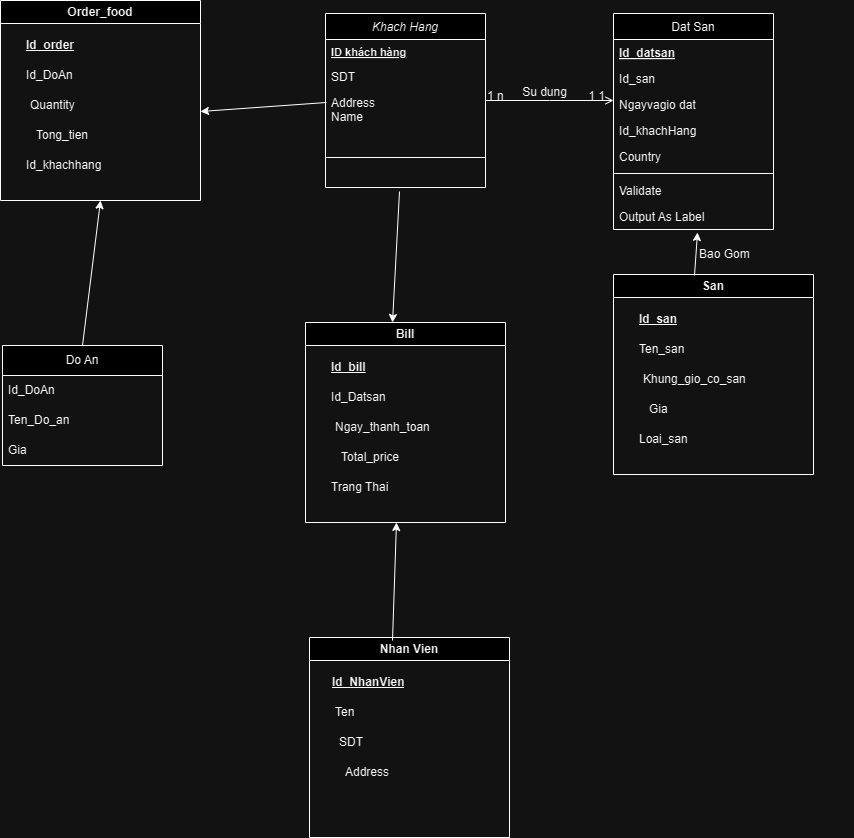 Order_food
Id_order
Id_DoAn
Quantity
Tong_tien
Id_khachhang
Khach Hang
ID khách hàng
SDT
Address
Name
1 n
Su dung
1 1
Dat San
Id_datsan
Id_san
Ngayvagio dat
Id_khachHang
Country
Validate
Output As Label
Bao Gom
San
Id_san
Ten_san
Khung_gio_co_san
Gia
Loai_san
Do An
Id_DoAn
Ten_Do_an
Gia
Bill
Id_bill
Id_Datsan
Ngay_thanh_toan
Total_price
Trang Thai
Nhan Vien
Id_NhanVien
Ten
SDT
Address